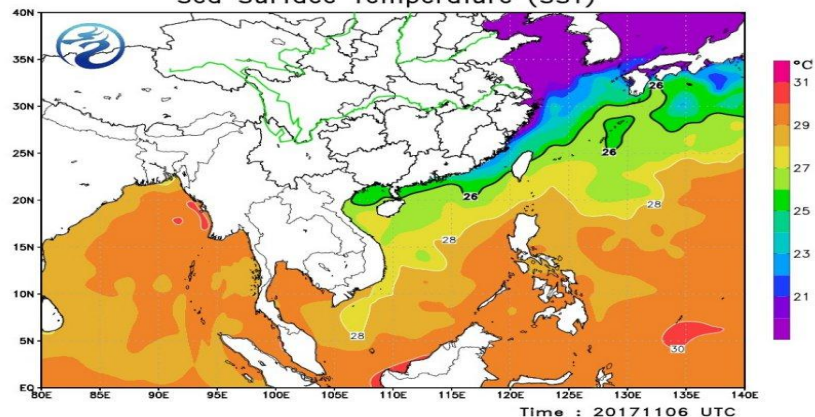 Sea Surface Temperature (SST)
40N
35N
30N
25N
20N
15N
10N
5N
EQ
80E 85E 90E 95E 100E 105E 110E 115E 120E 125E 130E 135E 140E
26
26
26
28
28
28
30
°C
31
29
27
25
23
21
Time : 20171106 UTC